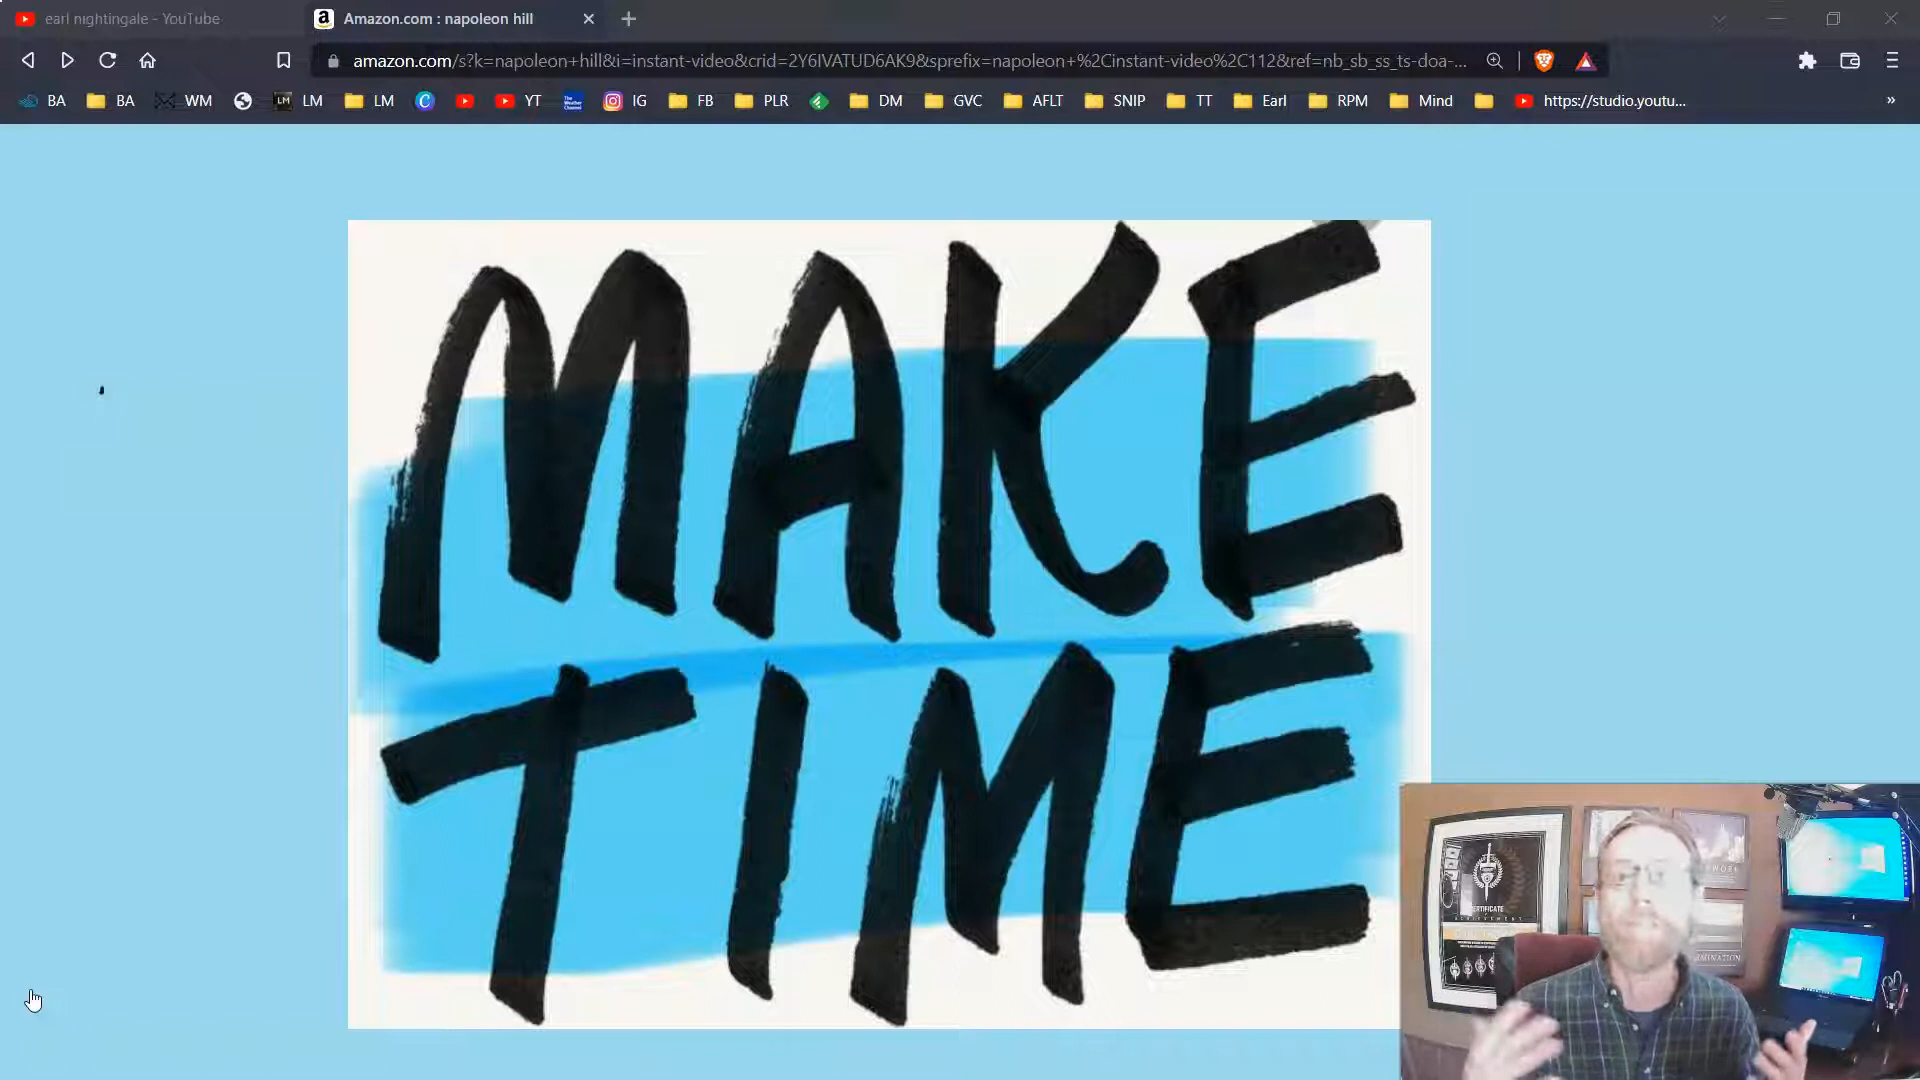 earl nightingale - YouTube
Amazon.com : napoleon hill
amazon.com/s?k=napoleon+hill&i=instant-video&crid=2Y6IVATUD6AK9&sprefix=napoleon+%2Cinstant-video%2C112&ref=nb_sb_ss_ts-doa-...
BA BA WM LM LM YT IG FB PLR DM GVC AFLT SNIP TT Earl RPM Mind https://studio.youtu... »
MAKE
TIME
CERTIFICATE